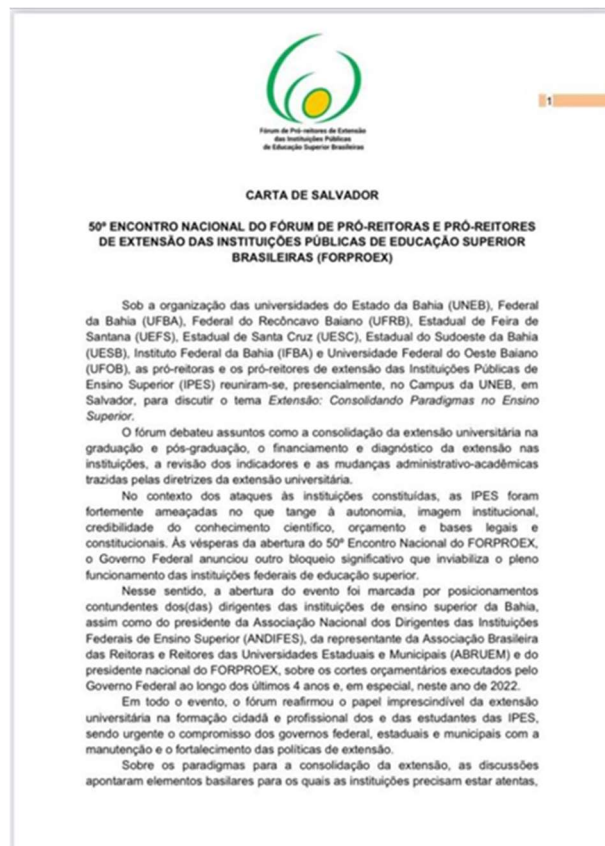 Fórum de Pró-reitores de Extensão
das Instituições Públicas
de Educação Superior Brasileiras
1
CARTA DE SALVADOR
50º ENCONTRO NACIONAL DO FÓRUM DE PRÓ-REITORAS E PRÓ-REITORES
DE EXTENSÃO DAS INSTITUIÇÕES PÚBLICAS DE EDUCAÇÃO SUPERIOR
BRASILEIRAS (FORPROEX)
Sob a organização das universidades do Estado da Bahia (UNEB), Federal
da Bahia (UFBA), Federal do Recôncavo Baiano (UFRB), Estadual de Feira de
Santana (UEFS), Estadual de Santa Cruz (UESC), Estadual do Sudoeste da Bahia
(UESB), Instituto Federal da Bahia (IFBA) e Universidade Federal do Oeste Baiano
(UFOB), as pró-reitoras e os pró-reitores de extensão das Instituições Públicas de
Ensino Superior (IPES) reuniram-se, presencialmente, no Campus da UNEB, em
Salvador, para discutir o tema Extensão: Consolidando Paradigmas no Ensino
Superior.
O fórum debateu assuntos como a consolidação da extensão universitária na
graduação e pós-graduação, o financiamento e diagnóstico da extensão nas
instituições, a revisão dos indicadores e as mudanças administrativo-acadêmicas
trazidas pelas diretrizes da extensão universitária.
No contexto dos ataques às instituições constituídas, as IPES foram
fortemente ameaçadas no que tange à autonomia, imagem institucional,
credibilidade do conhecimento científico, orçamento e bases legais e
constitucionais. Às vésperas da abertura do 50º Encontro Nacional do FORPROEX,
o Governo Federal anunciou outro bloqueio significativo que inviabiliza o pleno
funcionamento das instituições federais de educação superior.
Nesse sentido, a abertura do evento foi marcada por posicionamentos
contundentes dos(das) dirigentes das instituições de ensino superior da Bahia,
assim como do presidente da Associação Nacional dos Dirigentes das Instituições
Federais de Ensino Superior (ANDIFES), da representante da Associação Brasileira
das Reitoras e Reitores das Universidades Estaduais e Municipais (ABRUEM) e do
presidente nacional do FORPROEX, sobre os cortes orçamentários executados pelo
Governo Federal ao longo dos últimos 4 anos e, em especial, neste ano de 2022.
Em todo o evento, o fórum reafirmou o papel imprescindível da extensão
universitária na formação cidadã e profissional dos e das estudantes das IPES,
sendo urgente o compromisso dos governos federal, estaduais e municipais com a
manutenção e o fortalecimento das políticas de extensão.
Sobre os paradigmas para a consolidação da extensão, as discussões
apontaram elementos basilares para os quais as instituições precisam estar atentas,